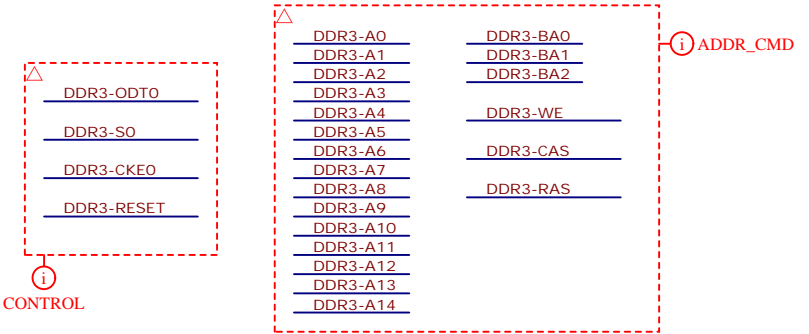 DDR3-ODT0
DDR3-S0
DDR3-CKE0
DDR3-RESET
i
CONTROL
DDR3-A0
DDR3-A1
DDR3-A2
DDR3-A3
DDR3-A4
DDR3-A5
DDR3-A6
DDR3-A7
DDR3-A8
DDR3-A9
DDR3-A10
DDR3-A11
DDR3-A12
DDR3-A13
DDR3-A14
DDR3-BA0
DDR3-BA1
DDR3-BA2
DDR3-WE
DDR3-CAS
DDR3-RAS
i ADDR_CMD